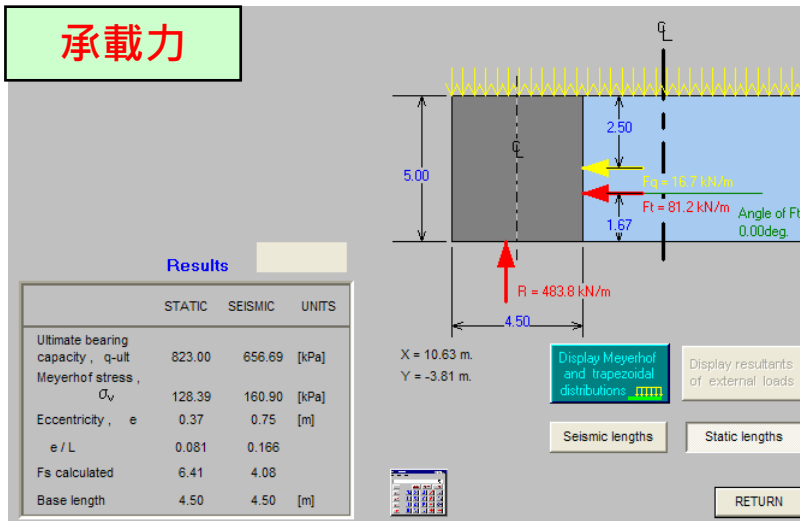 承載力
℄
2.50
℄
5.00
Fq = 16.7 kN/m
Ft = 81.2 kN/m
Angle of Ft
0.00deg.
1.67
R = 483.8 kN/m
4.50
Results
STATIC SEISMIC UNITS
Ultimate bearing
capacity , q-ult 823.00 656.69 [kPa]
Meyerhof stress ,
σv 128.39 160.90 [kPa]
Eccentricity , e 0.37 0.75 [m]
e / L 0.081 0.166
Fs calculated 6.41 4.08
Base length 4.50 4.50 [m]
X = 10.63 m.
Y = -3.81 m.
Display Meyerhof
and trapezoidal
distributions
Display resultants
of external loads
Seismic lengths
Static lengths
RETURN